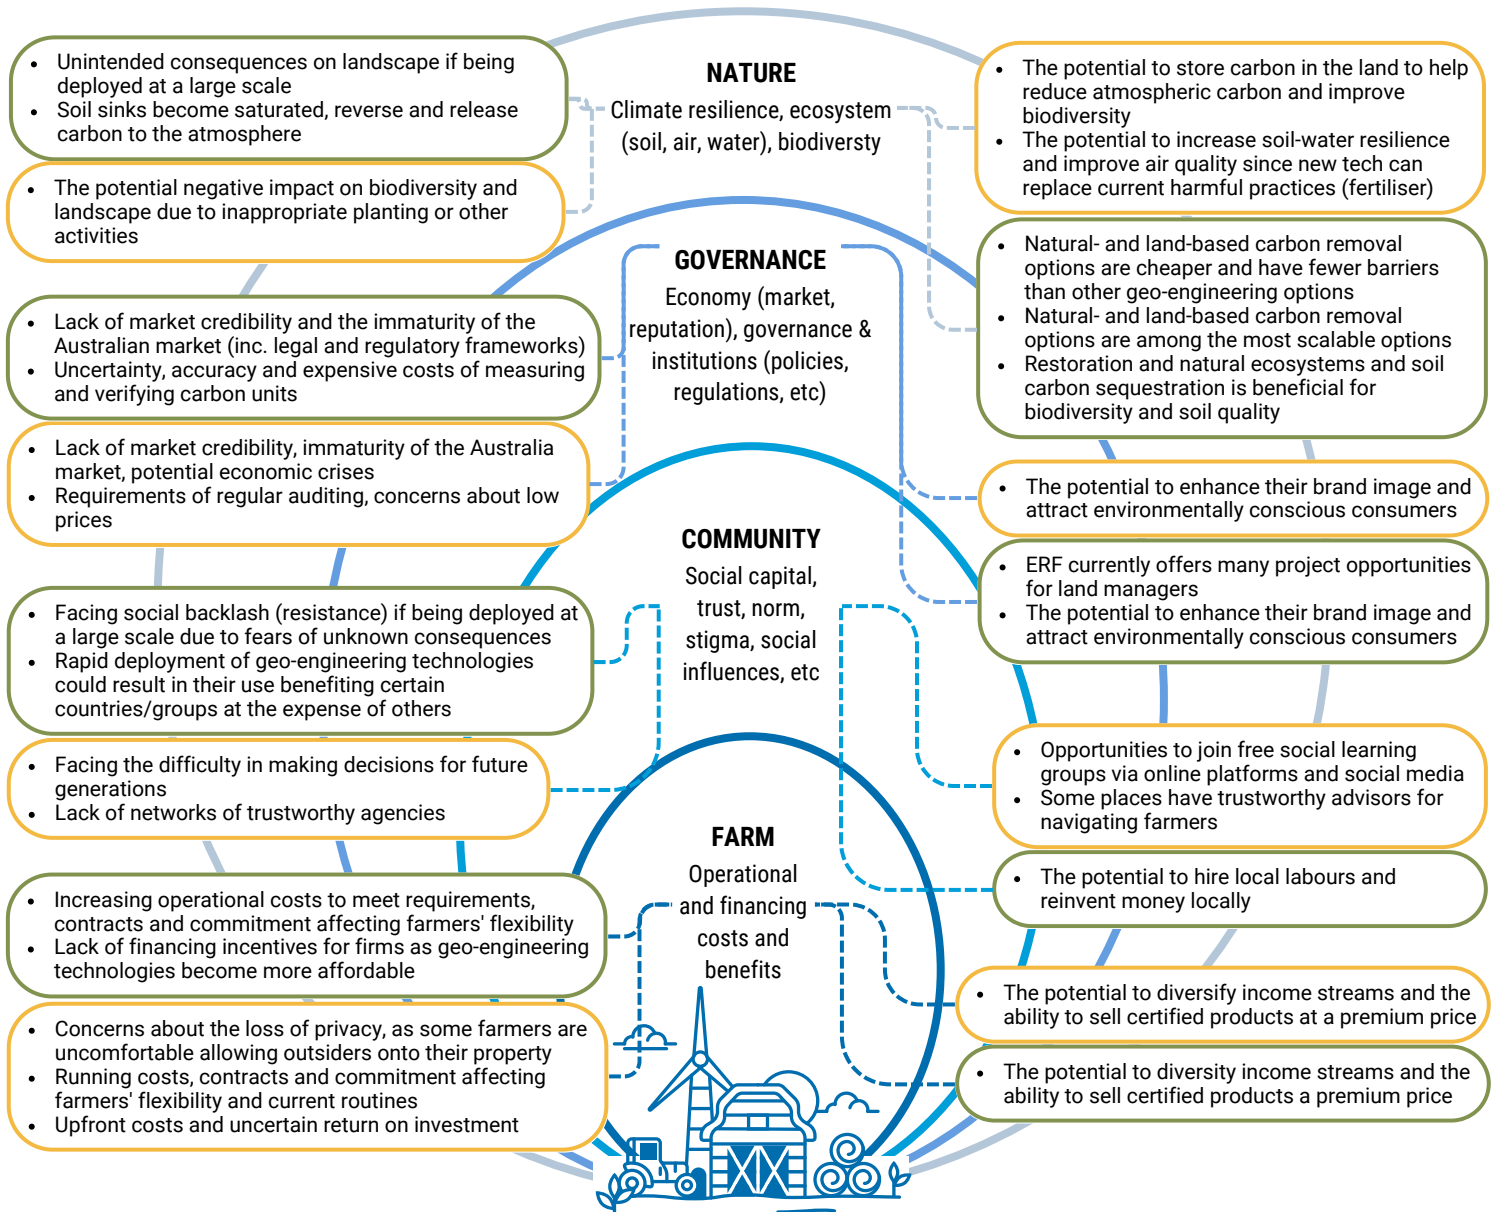 • Unintended consequences on landscape if being
deployed at a large scale
• Soil sinks become saturated, reverse and release
carbon to the atmosphere
• The potential negative impact on biodiversity and
landscape due to inappropriate planting or other
activities
NATURE
Climate resilience, ecosystem
(soil, air, water), biodiversty
• The potential to store carbon in the land to help
reduce atmospheric carbon and improve
biodiversity
• The potential to increase soil-water resilience
and improve air quality since new tech can
replace current harmful practices (fertiliser)
• Natural- and land-based carbon removal
options are cheaper and have fewer barriers
than other geo-engineering options
• Natural- and land-based carbon removal
options are among the most scalable options
• Restoration and natural ecosystems and soil
carbon sequestration is beneficial for
biodiversity and soil quality
• Lack of market credibility and the immaturity of the
Australian market (inc. legal and regulatory frameworks)
• Uncertainty, accuracy and expensive costs of measuring
and verifying carbon units
• Lack of market credibility, immaturity of the Australia
market, potential economic crises
• Requirements of regular auditing, concerns about low
prices
GOVERNANCE
Economy (market,
reputation), governance &
institutions (policies,
regulations, etc)
• The potential to enhance their brand image and
attract environmentally conscious consumers
• ERF currently offers many project opportunities
for land managers
• The potential to enhance their brand image and
attract environmentally conscious consumers
• Facing social backlash (resistance) if being deployed at
a large scale due to fears of unknown consequences
• Rapid deployment of geo-engineering technologies
could result in their use benefiting certain
countries/groups at the expense of others
• Facing the difficulty in making decisions for future
generations
• Lack of networks of trustworthy agencies
COMMUNITY
Social capital,
trust, norm,
stigma, social
influences, etc
• Opportunities to join free social learning
groups via online platforms and social media
• Some places have trustworthy advisors for
navigating farmers
• The potential to hire local labours and
reinvent money locally
• Increasing operational costs to meet requirements,
contracts and commitment affecting farmers' flexibility
• Lack of financing incentives for firms as geo-engineering
technologies become more affordable
• Concerns about the loss of privacy, as some farmers are
uncomfortable allowing outsiders onto their property
• Running costs, contracts and commitment affecting
farmers' flexibility and current routines
• Upfront costs and uncertain return on investment
FARM
Operational
and financing
costs and
benefits
• The potential to diversify income streams and the
ability to sell certified products at a premium price
• The potential to diversity income streams and the
ability to sell certified products a premium price